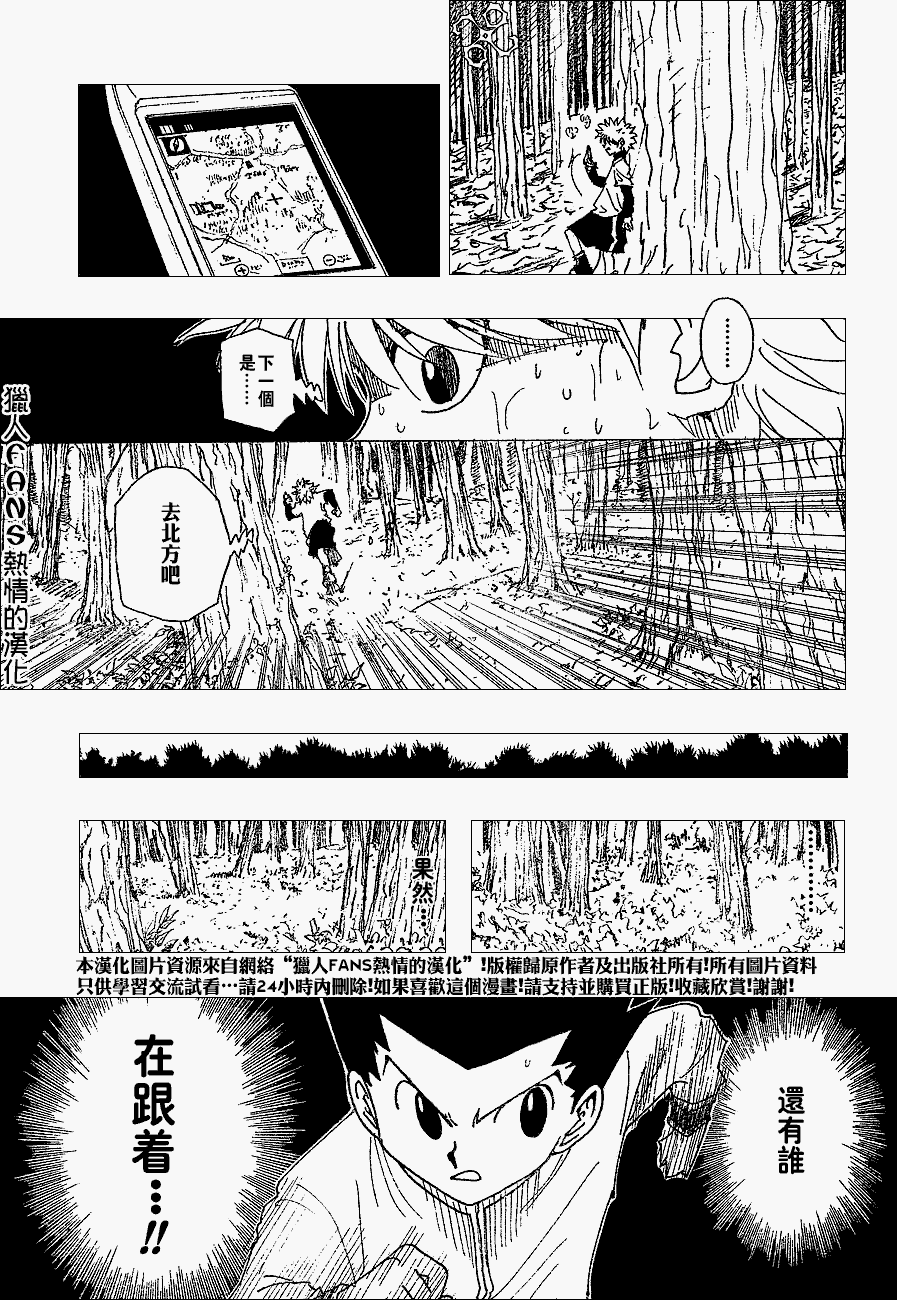 ………
下一個
是……
去北方吧
獵人FANS熱情的漢化
…………
果然…
本漢化圖片資源來自網絡“獵人FANS熱情的漢化”!版權歸原作者及出版社所有!所有圖片資料
只供學習交流試看…請24小時內刪除!如果喜歡這個漫畫!請支持並購買正版!收藏欣賞!謝謝!
還有誰
在跟着…!!